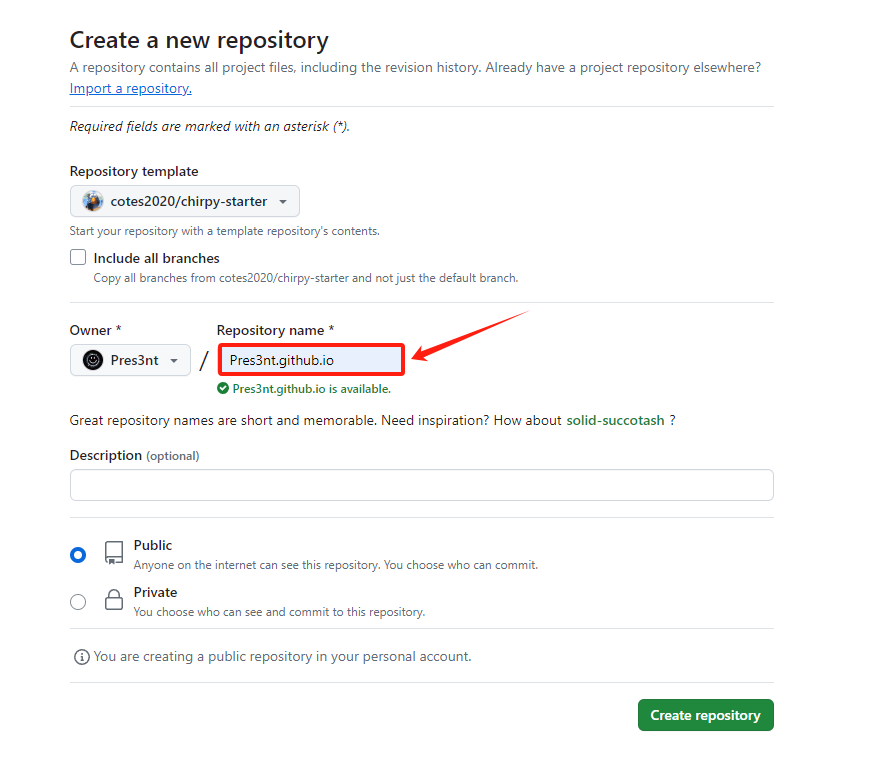 Create a new repository
A repository contains all project files, including the revision history. Already have a project repository elsewhere?
Import a repository.
Required fields are marked with an asterisk (*).
Repository template
cotes2020/chirpy-starter
Start your repository with a template repository's contents.
Include all branches
Copy all branches from cotes2020/chirpy-starter and not just the default branch.
Owner * Repository name *
Pres3nt / Pres3nt.github.io
Pres3nt.github.io is available.
Great repository names are short and memorable. Need inspiration? How about solid-succotash ?
Description (optional)
Public
Anyone on the internet can see this repository. You choose who can commit.
Private
You choose who can see and commit to this repository.
You are creating a public repository in your personal account.
Create repository